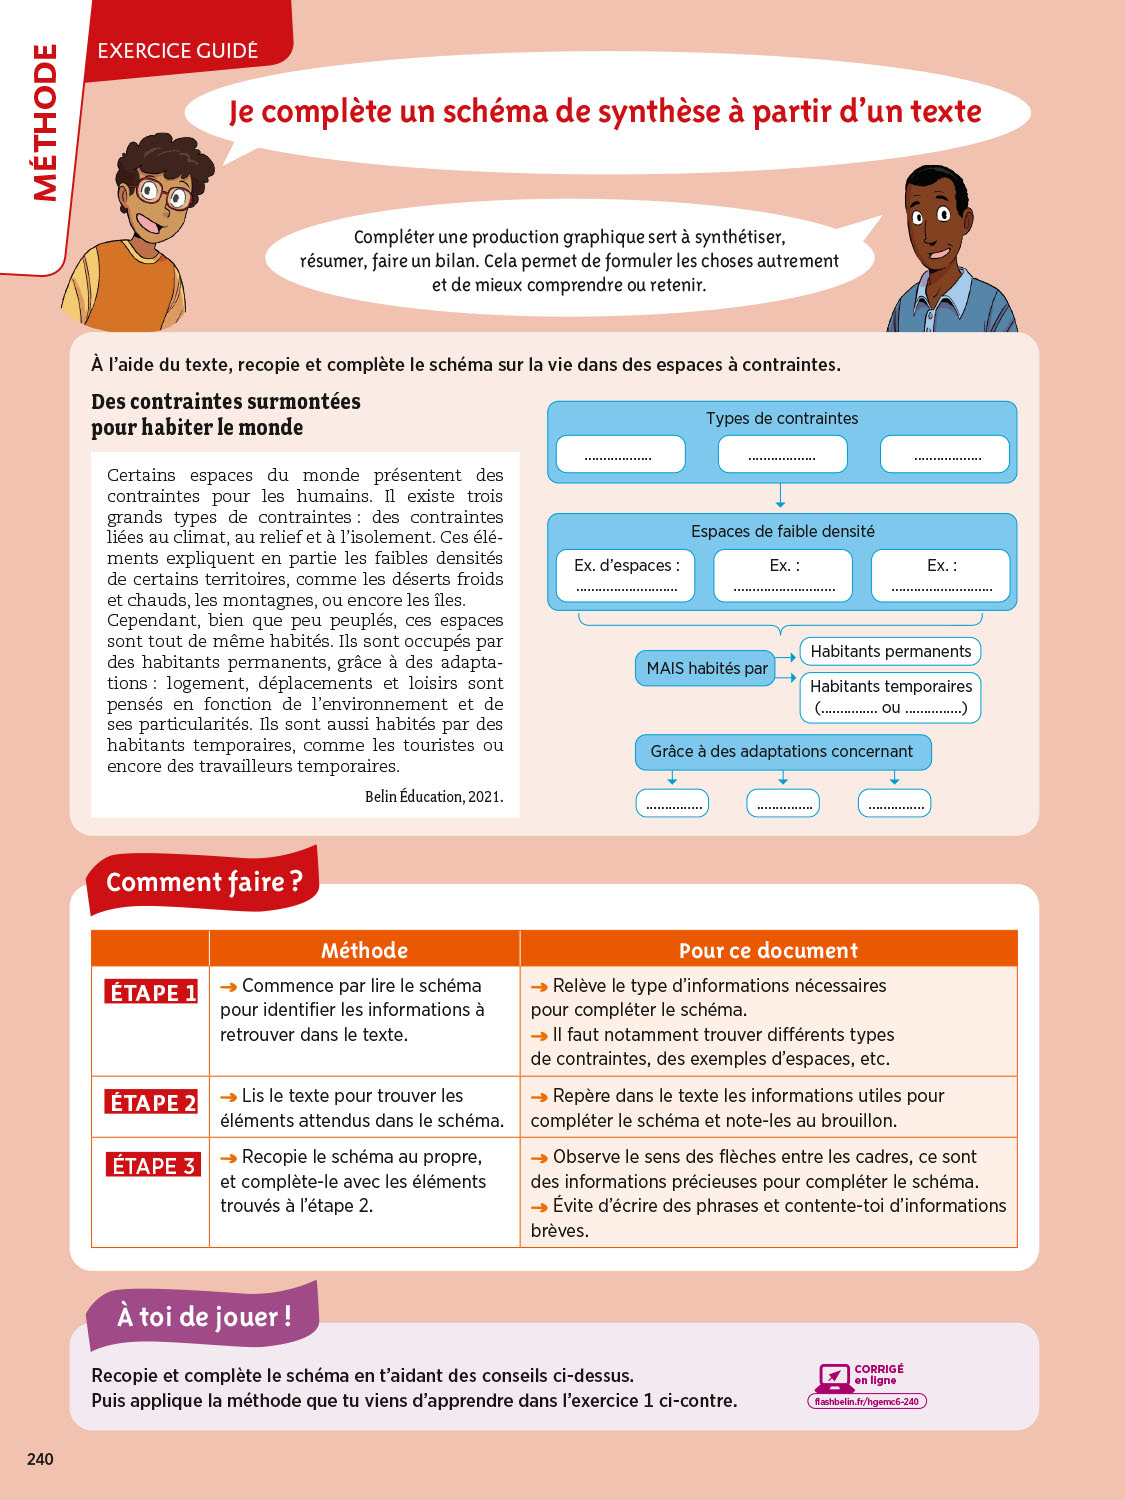 MÉTHODE
EXERCICE GUIDÉ
Je complète un schéma de synthèse à partir d’un texte
Compléter une production graphique sert à synthétiser,
résumer, faire un bilan. Cela permet de formuler les choses autrement
et de mieux comprendre ou retenir.
À l’aide du texte, recopie et complète le schéma sur la vie dans des espaces à contraintes.
Des contraintes surmontées
pour habiter le monde
Certains espaces du monde présentent des
contraintes pour les humains. Il existe trois
grands types de contraintes : des contraintes
liées au climat, au relief et à l’isolement. Ces élé-
ments expliquent en partie les faibles densités
de certains territoires, comme les déserts froids
et chauds, les montagnes, ou encore les îles.
Cependant, bien que peu peuplés, ces espaces
sont tout de même habités. Ils sont occupés par
des habitants permanents, grâce à des adapta-
tions : logement, déplacements et loisirs sont
pensés en fonction de l’environnement et de
ses particularités. Ils sont aussi habités par des
habitants temporaires, comme les touristes ou
encore des travailleurs temporaires.
Belin Éducation, 2021.
Types de contraintes
.................. .................. ..................
Espaces de faible densité
Ex. d’espaces : Ex. : Ex. :
........................... ........................... ...........................
MAIS habités par
Habitants permanents
Habitants temporaires
(............... ou ...............)
Grâce à des adaptations concernant
............... ............... ...............
Comment faire ?
Méthode Pour ce document
ÉTAPE 1
→ Commence par lire le schéma
pour identifier les informations à
retrouver dans le texte.
→ Relève le type d’informations nécessaires
pour compléter le schéma.
→ Il faut notamment trouver différents types
de contraintes, des exemples d’espaces, etc.
ÉTAPE 2
→ Lis le texte pour trouver les
éléments attendus dans le schéma.
→ Repère dans le texte les informations utiles pour
compléter le schéma et note-les au brouillon.
ÉTAPE 3
→ Recopie le schéma au propre,
et complète-le avec les éléments
trouvés à l’étape 2.
→ Observe le sens des flèches entre les cadres, ce sont
des informations précieuses pour compléter le schéma.
→ Évite d’écrire des phrases et contente-toi d’informations
brèves.
À toi de jouer !
Recopie et complète le schéma en t’aidant des conseils ci-dessus.
Puis applique la méthode que tu viens d’apprendre dans l’exercice 1 ci-contre.
CORRIGÉ
en ligne
flashbelin.fr/hgemc6-240
240